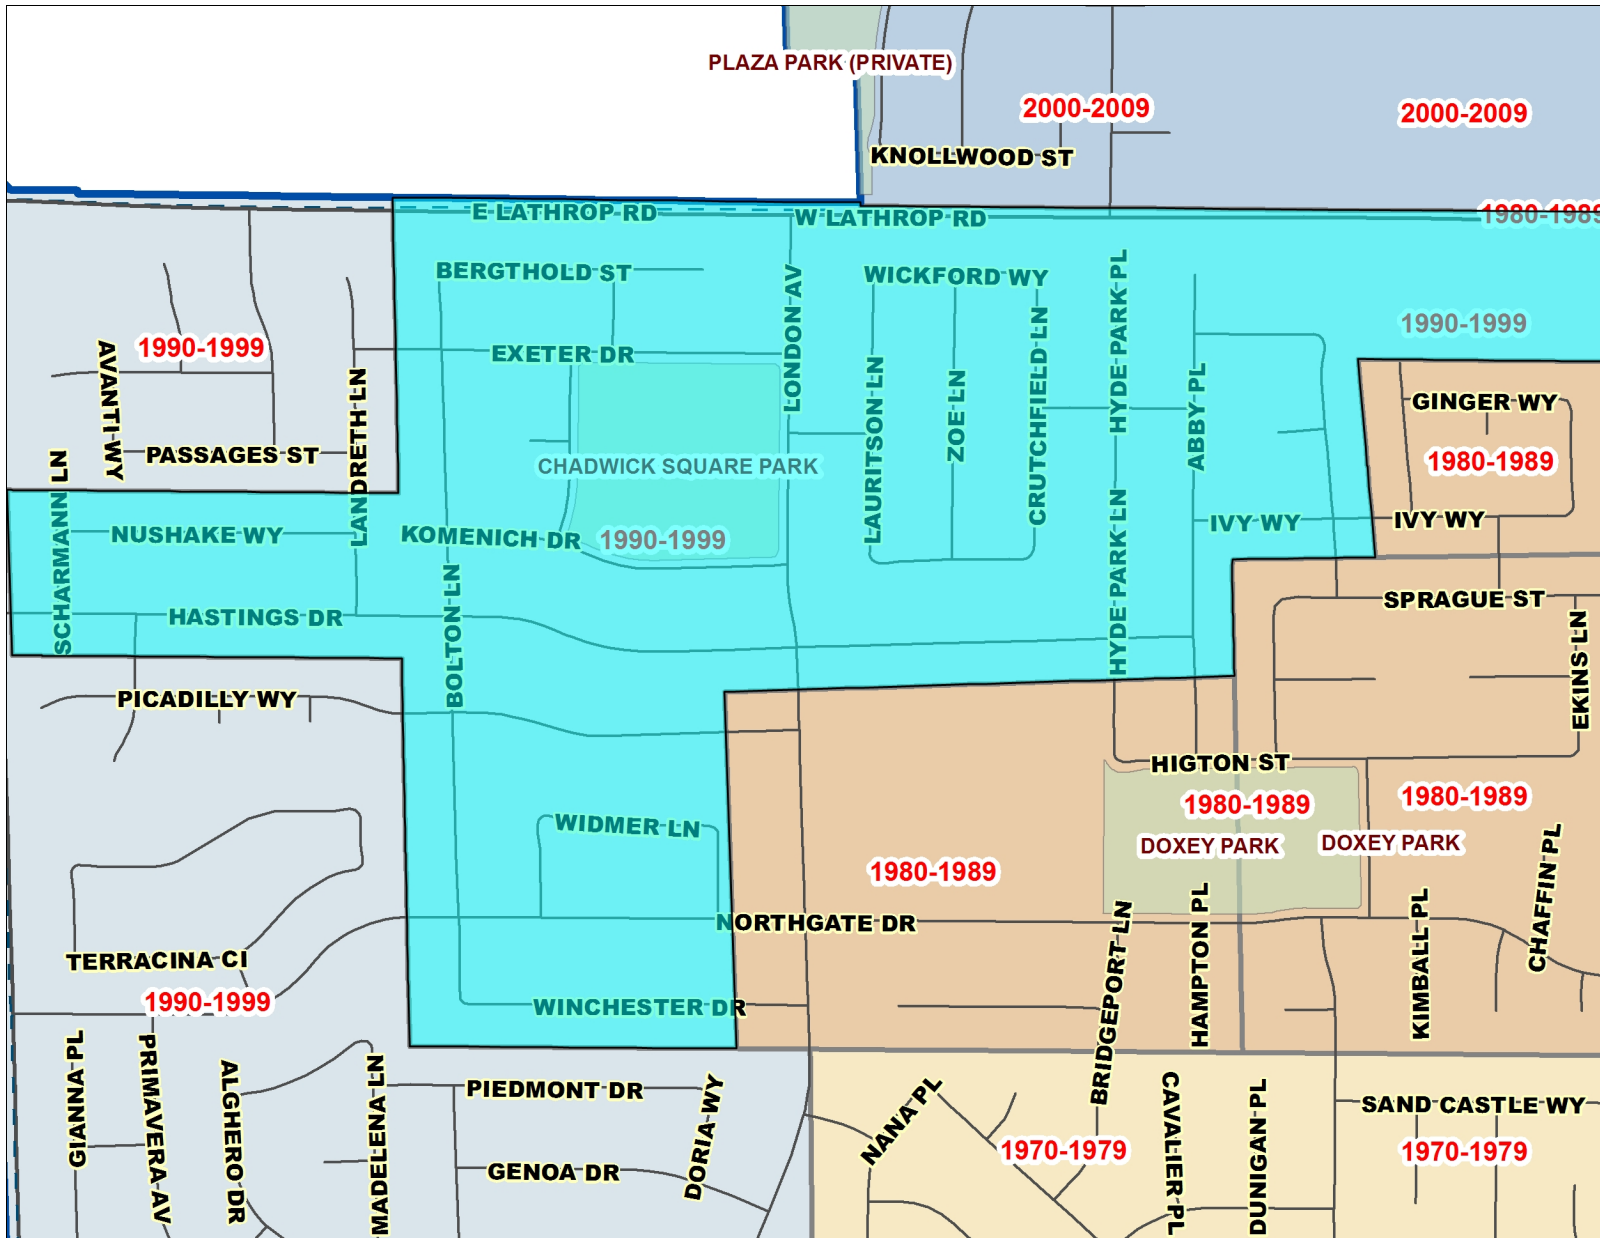 PLAZA PARK (PRIVATE)
2000-2009
2000-2009
KNOLLWOOD ST
E LATHROP RD
W LATHROP RD
1980-1989
BERGTHOLD ST
WICKFORD WY
LONDON AV
HYDE PARK PL
1990-1999
1990-1999
AVANTI WY
EXETER DR
LANDRETH LN
LAURITSON LN
ZOE LN
CRUTCHFIELD LN
ABBY PL
GINGER WY
1980-1989
PASSAGES ST
CHADWICK SQUARE PARK
SCHARMANN LN
NUSHAKE WY
KOMENICH DR
1990-1999
HYDE PARK LN
IVY WY
IVY WY
HASTINGS DR
BOLTON LN
SPRAGUE ST
EKINS LN
PICADILLY WY
HIGTON ST
1980-1989
1980-1989
WIDMER LN
DOXEY PARK
DOXEY PARK
1980-1989
CHAFFIN PL
NORTHGATE DR
BRIDGEPORT LN
HAMPTON PL
KIMBALL PL
TERRACINA CI
1990-1999
WINCHESTER DR
GIANNA PL
PRIMAVERA AV
ALGHERO DR
MADELENA LN
PIEDMONT DR
DORIA WY
NANA PL
CAVALIER PL
DUNIGAN PL
SAND CASTLE WY
1970-1979
1970-1979
GENOA DR